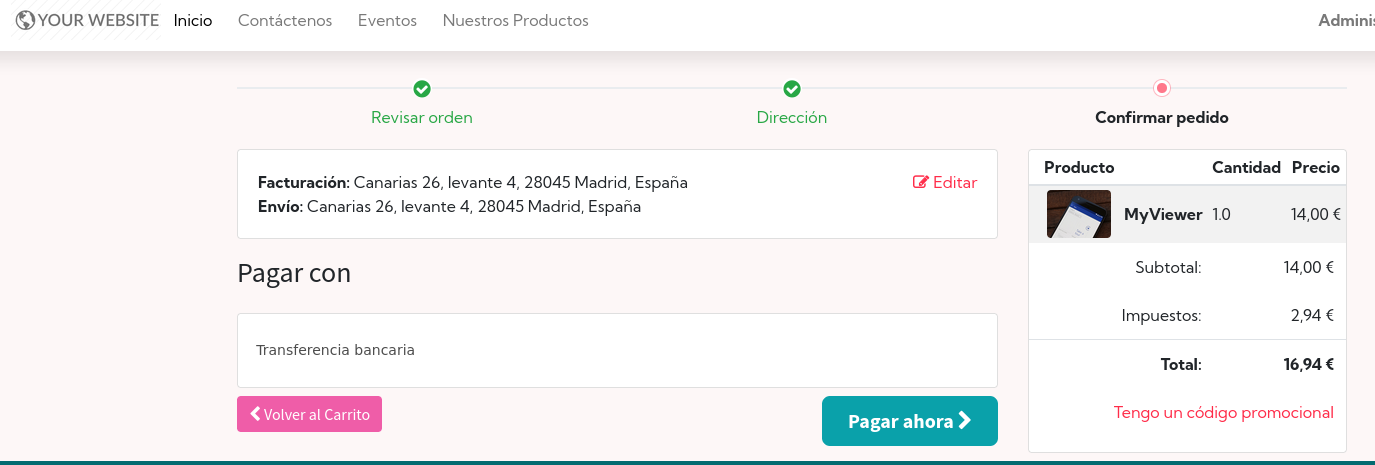 YOUR WEBSITE Inicio Contáctenos Eventos Nuestros Productos Adminis
Revisar orden Dirección Confirmar pedido
Facturación: Canarias 26, levante 4, 28045 Madrid, España Editar
Envío: Canarias 26, levante 4, 28045 Madrid, España
Pagar con
Transferencia bancaria
Volver al Carrito Pagar ahora
Producto Cantidad Precio
MyViewer 1.0 14,00 €
Subtotal: 14,00 €
Impuestos: 2,94 €
Total: 16,94 €
Tengo un código promocional